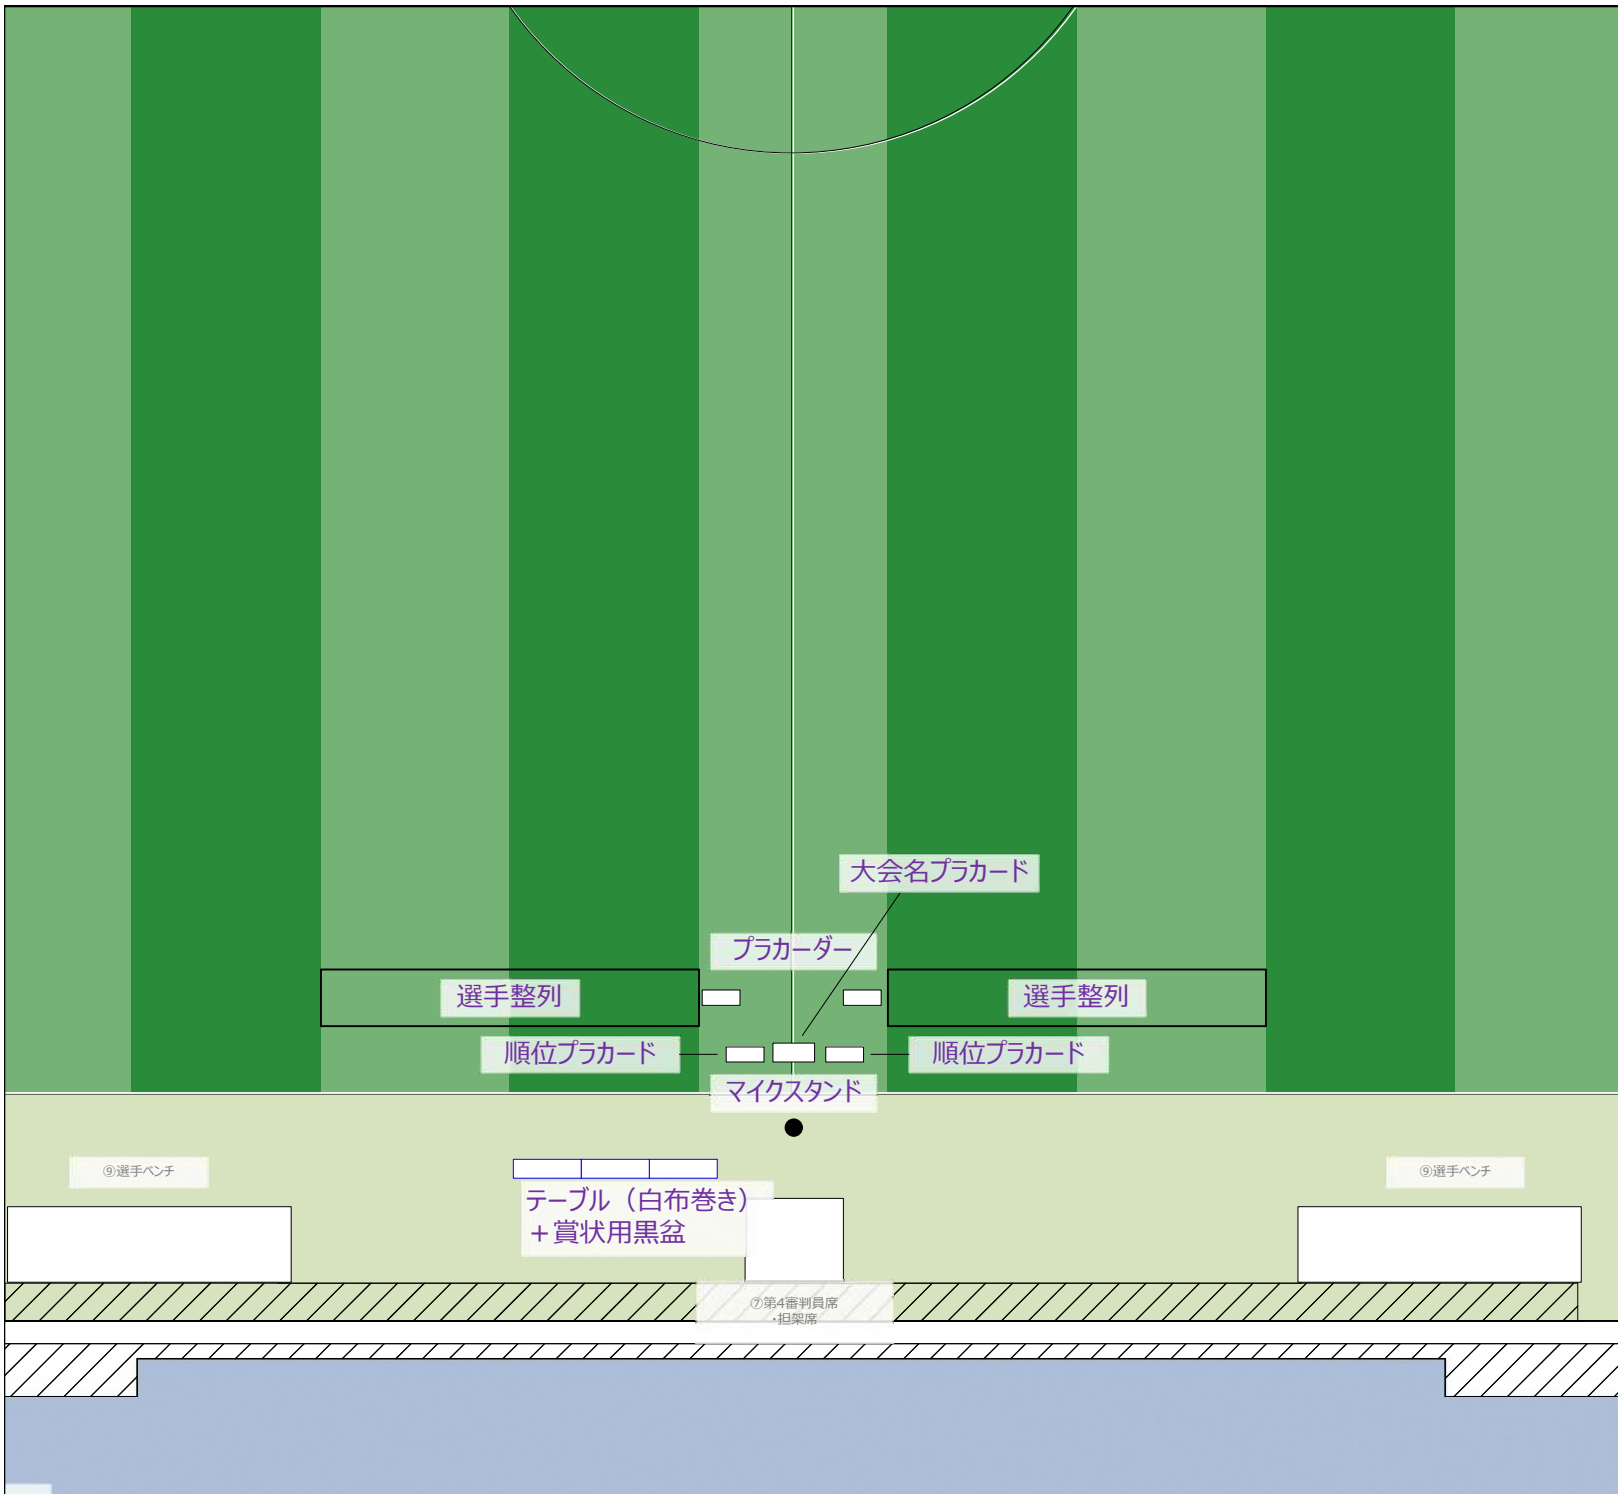 大会名プラカード
プラカーダー
選手整列
選手整列
順位プラカード
順位プラカード
マイクスタンド
⑨選手ベンチ
⑨選手ベンチ
テーブル（白布巻き）
＋賞状用黒盆
⑦第4審判員席
・担架席